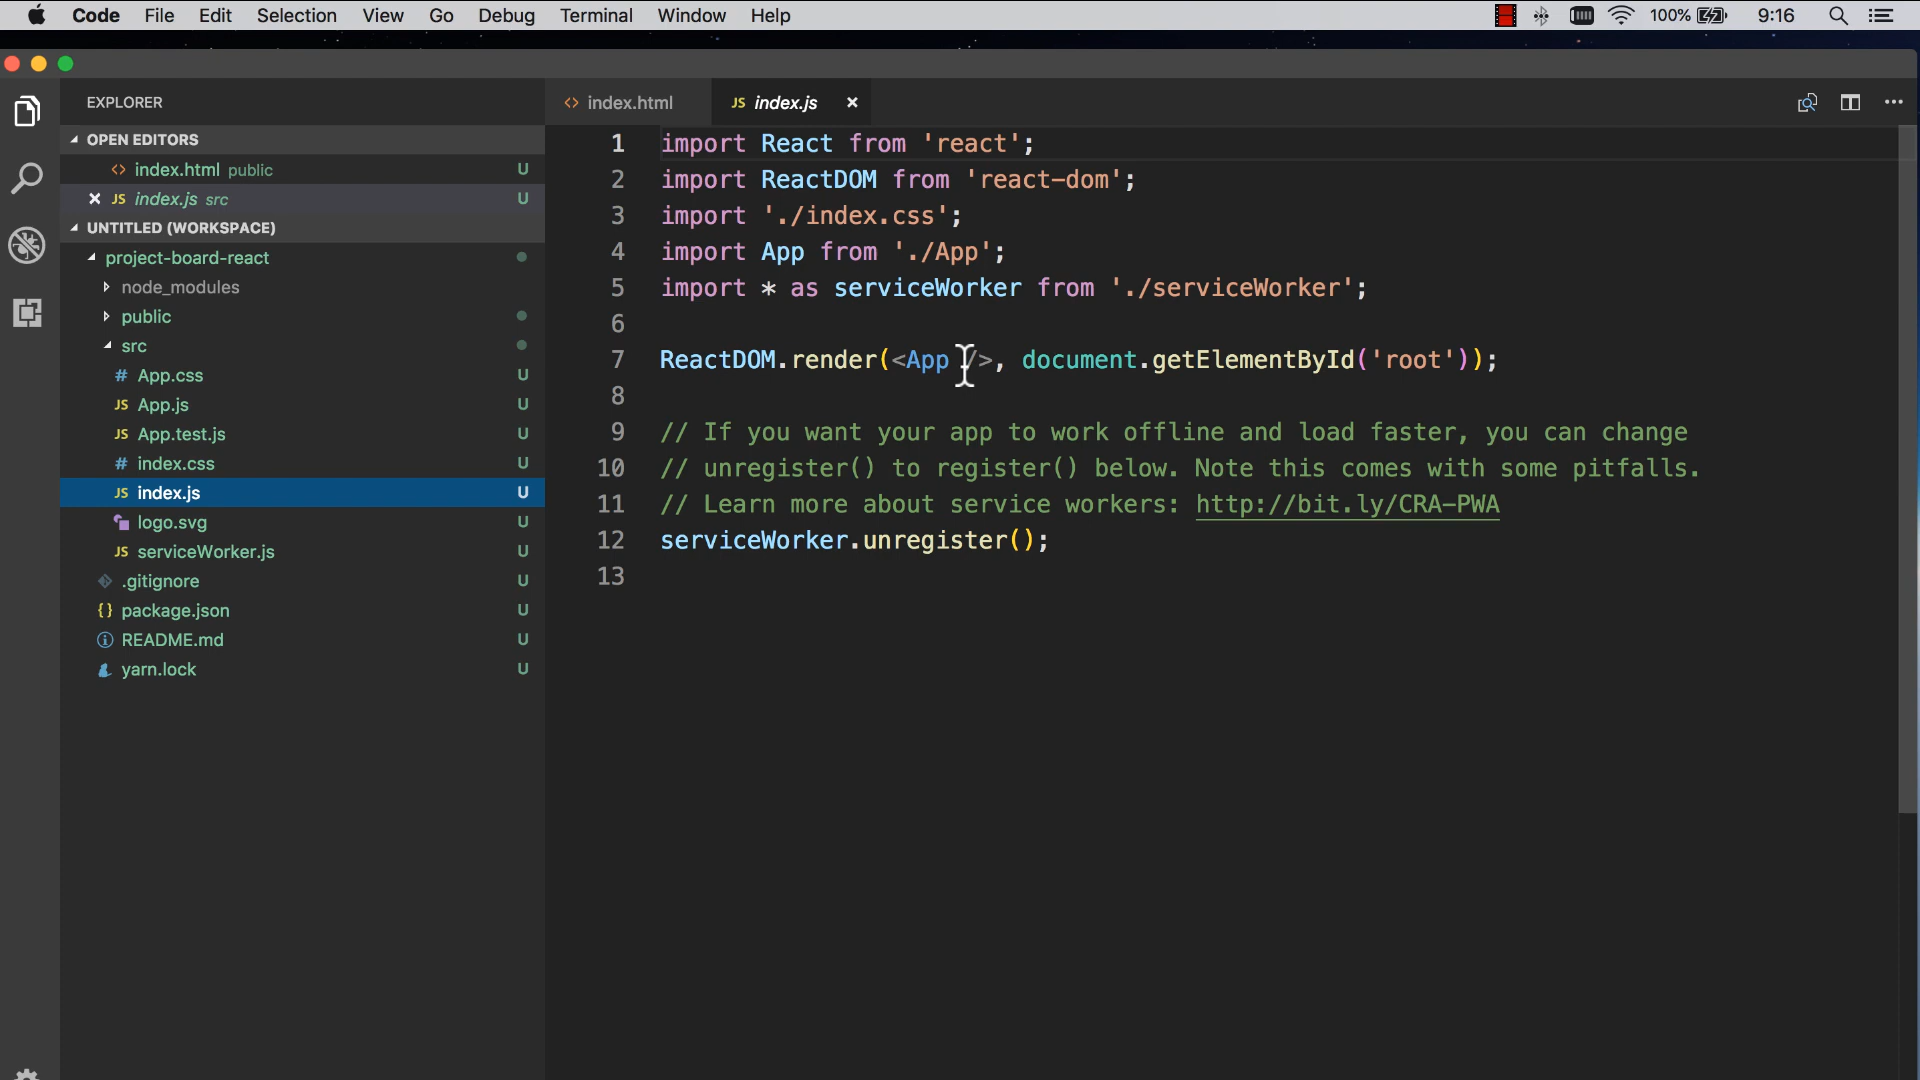 Code File Edit Selection View Go Debug Terminal Window Help 100% 9:16
EXPLORER
OPEN EDITORS
<> index.html public U
JS index.js src U
UNTITLED (WORKSPACE)
project-board-react
node_modules
public
src
# App.css U
JS App.js U
JS App.test.js U
# index.css U
JS index.js U
logo.svg U
JS serviceWorker.js U
.gitignore U
{} package.json U
README.md U
yarn.lock U
<> index.html JS index.js
1 import React from 'react';
2 import ReactDOM from 'react-dom';
3 import './index.css';
4 import App from './App';
5 import * as serviceWorker from './serviceWorker';
6
7 ReactDOM.render(<App />, document.getElementById('root'));
8
9 // If you want your app to work offline and load faster, you can change
10 // unregister() to register() below. Note this comes with some pitfalls.
11 // Learn more about service workers: http://bit.ly/CRA-PWA
12 serviceWorker.unregister();
13